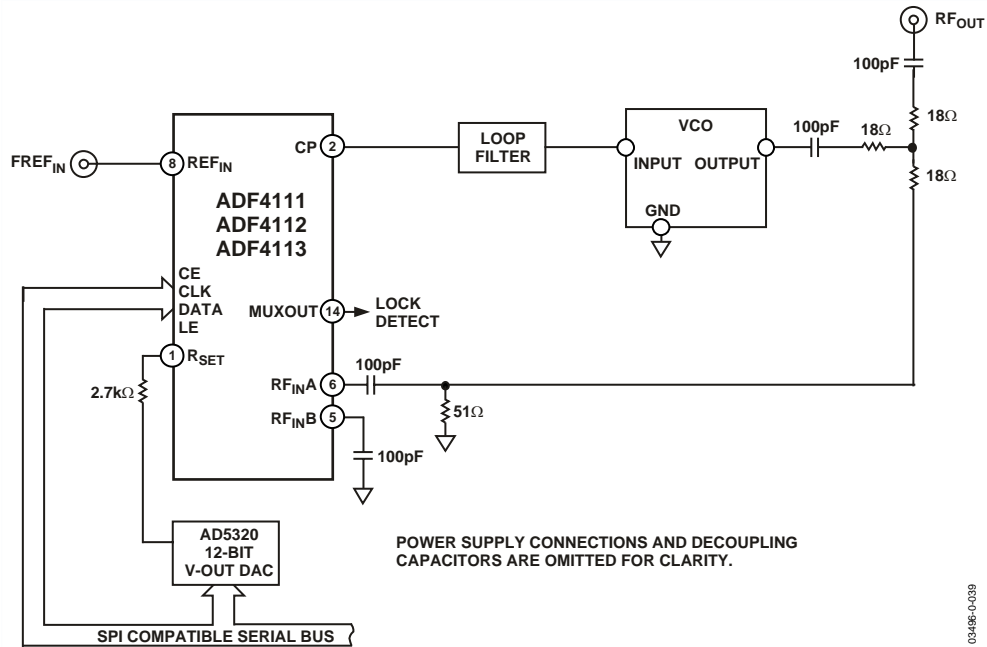 RFOUT
100pF
18Ω
VCO
100pF
18Ω
18Ω
INPUT OUTPUT
GND
LOOP
FILTER
CP
2
FREFIN
8
REFIN
ADF4111
ADF4112
ADF4113
CE
CLK
DATA
LE
MUXOUT
14
LOCK
DETECT
1
RSET
2.7kΩ
RFINA
6
100pF
51Ω
RFINB
5
100pF
AD5320
12-BIT
V-OUT DAC
SPI COMPATIBLE SERIAL BUS
POWER SUPPLY CONNECTIONS AND DECOUPLING
CAPACITORS ARE OMITTED FOR CLARITY.
03496-0-039